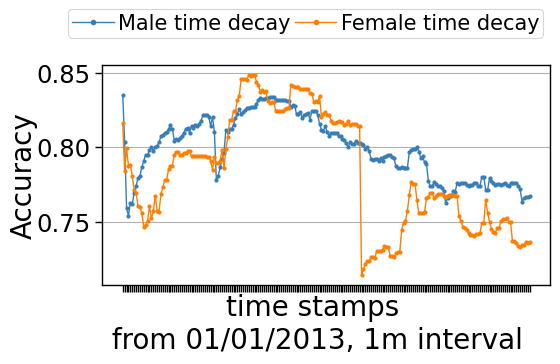 Male time decay Female time decay
0.85
0.80
0.75
Accuracy
time stamps
from 01/01/2013, 1m interval